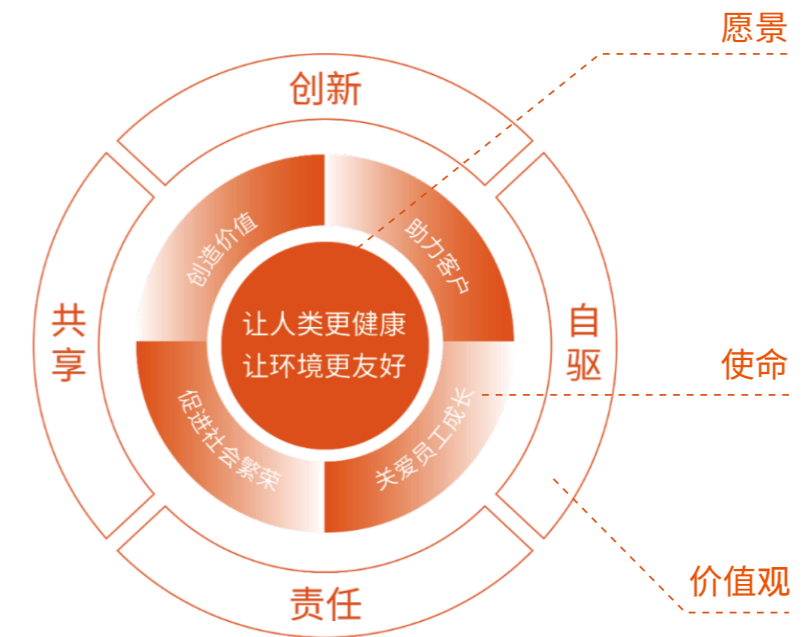 愿景
创新
创造价值
助力客户
共享
让人类更健康
让环境更友好
自驱
使命
促进社会繁荣
关爱员工成长
价值观
责任